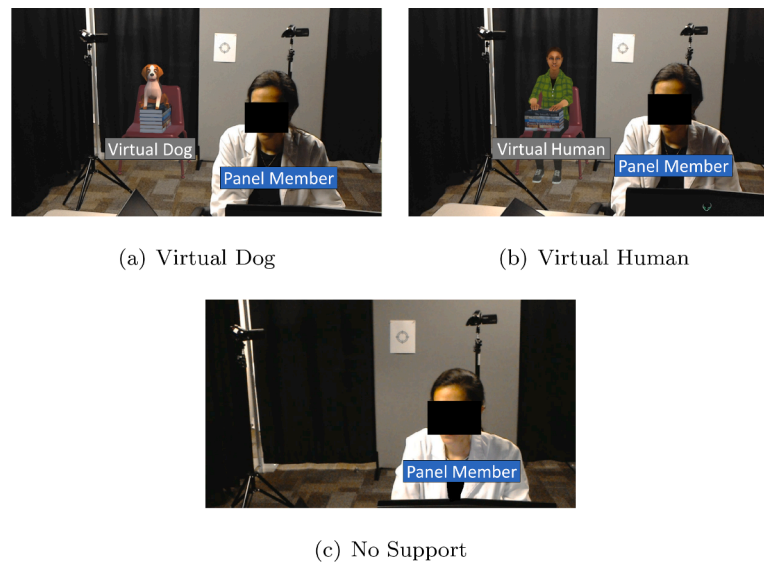 Virtual Dog
Panel Member
Virtual Human
Panel Member
(a) Virtual Dog
(b) Virtual Human
Panel Member
(c) No Support